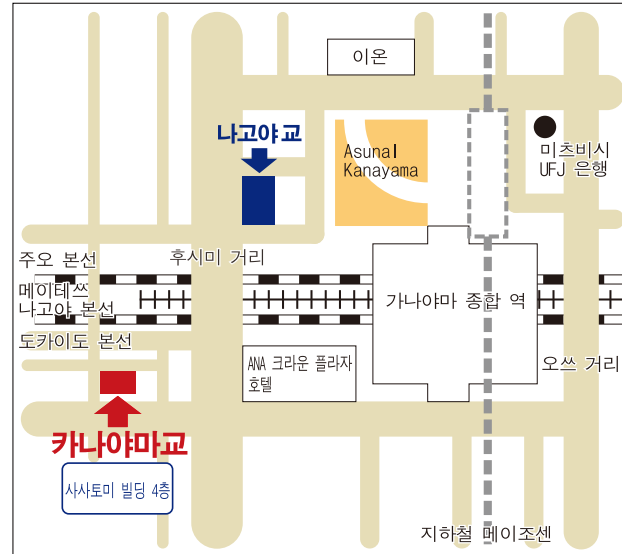 이온
나고야교
Asunal
Kanayama
미츠비시
UFJ 은행
주오 본선
후시미 거리
메이테쯔
나고야 본선
가나야마 종합 역
도카이도 본선
ANA 크라운 플라자
호텔
오쓰 거리
카나야마교
사사토미 빌딩 4층
지하철 메이조센